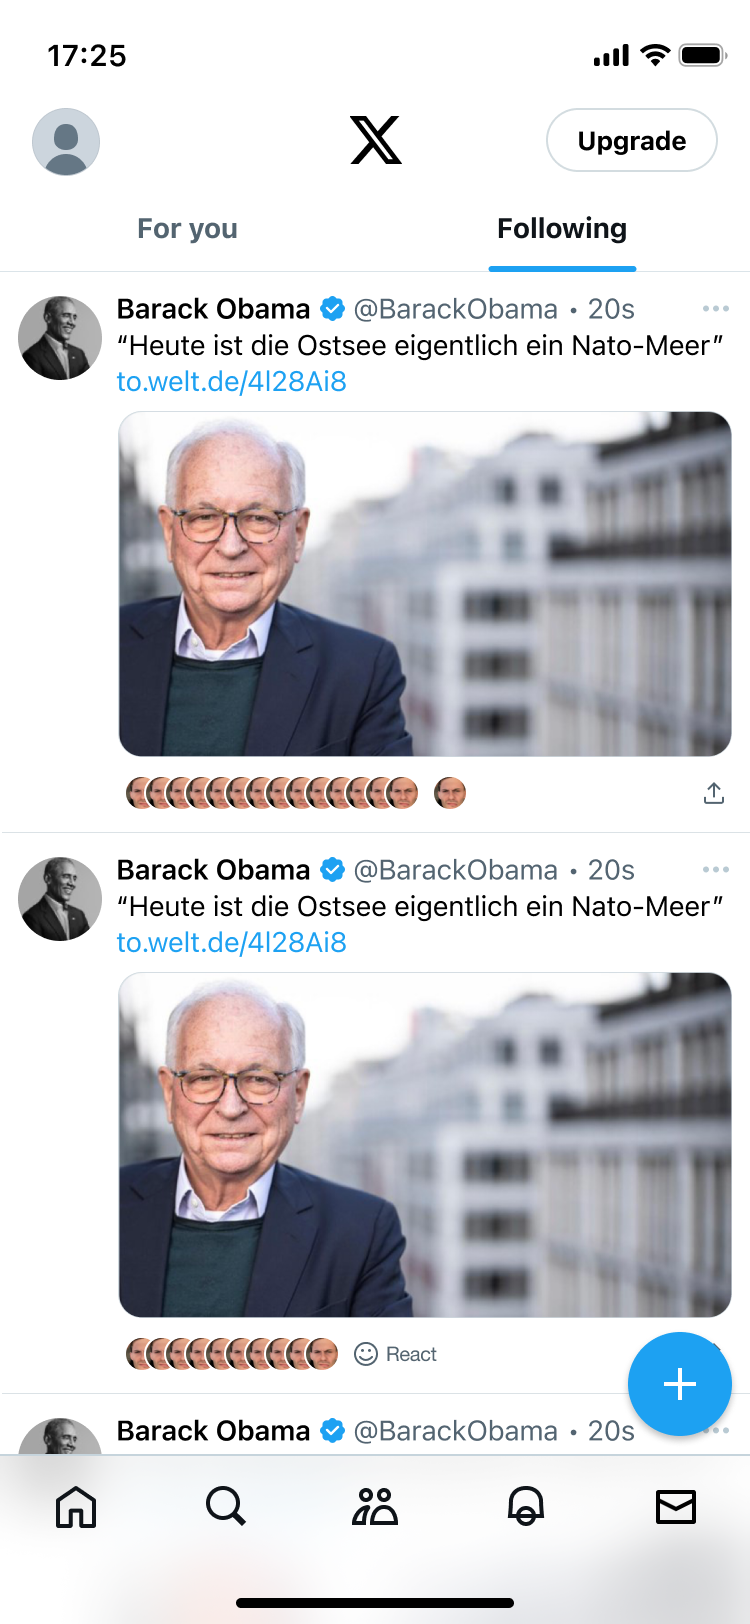 17:25
Upgrade
For you
Following
Barack Obama @BarackObama • 20s
“Heute ist die Ostsee eigentlich ein Nato-Meer”
to.welt.de/4l28Ai8
Barack Obama @BarackObama • 20s
“Heute ist die Ostsee eigentlich ein Nato-Meer”
to.welt.de/4l28Ai8
React
Barack Obama @BarackObama • 20s